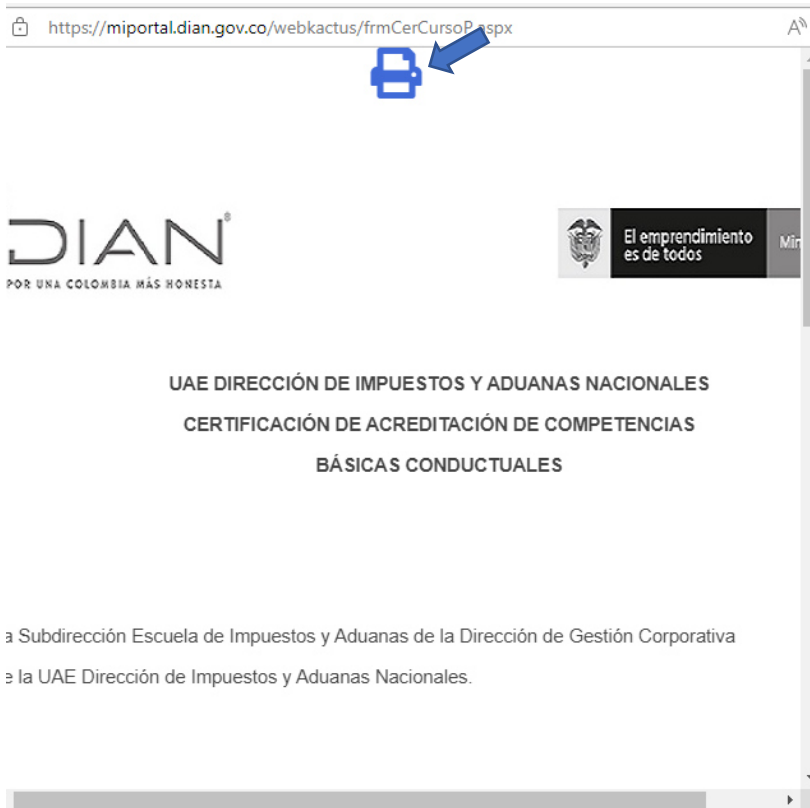 https://miportal.dian.gov.co/webkactus/frmCerCursoP.aspx
DIAN®
POR UNA COLOMBIA MÁS HONESTA
El emprendimiento
es de todos
Min
UAE DIRECCIÓN DE IMPUESTOS Y ADUANAS NACIONALES
CERTIFICACIÓN DE ACREDITACIÓN DE COMPETENCIAS
BÁSICAS CONDUCTUALES
a Subdirección Escuela de Impuestos y Aduanas de la Dirección de Gestión Corporativa
e la UAE Dirección de Impuestos y Aduanas Nacionales.